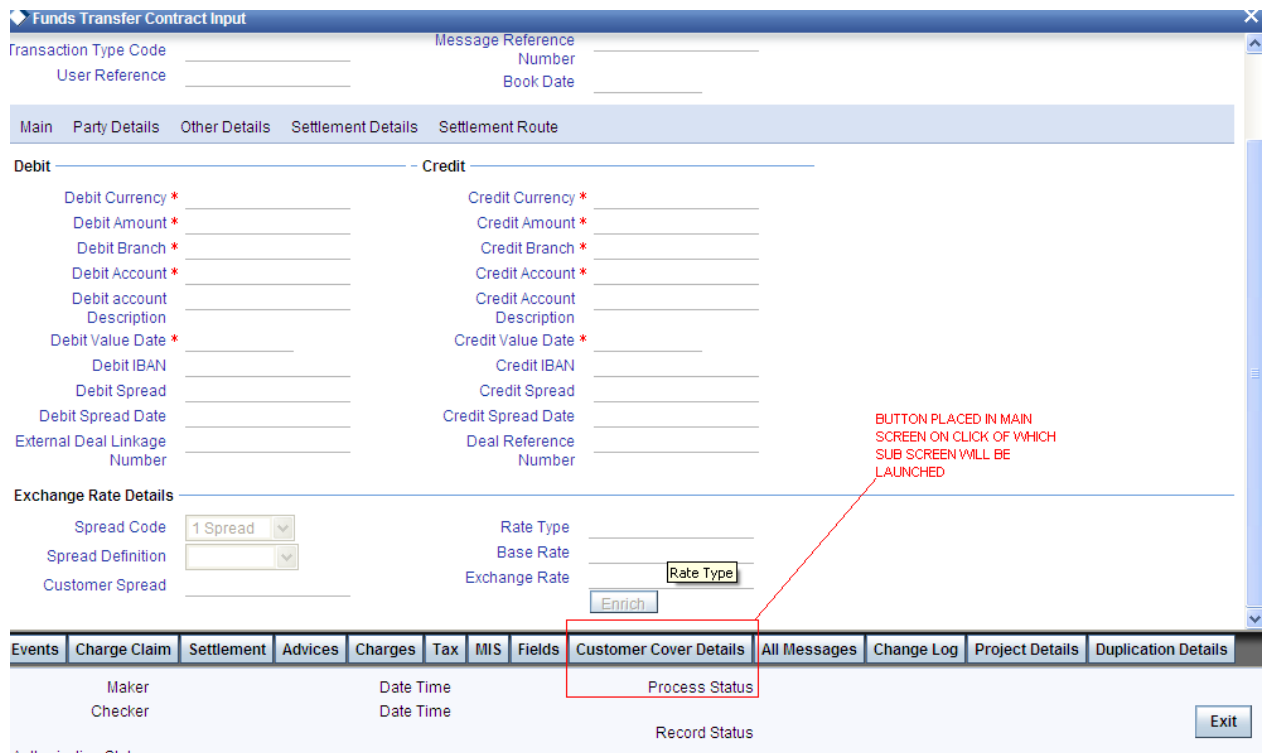 Funds Transfer Contract Input
Transaction Type Code
Message Reference
Number
User Reference
Book Date
Main Party Details Other Details Settlement Details Settlement Route
Debit
Credit
Debit Currency *
Credit Currency *
Debit Amount *
Credit Amount *
Debit Branch *
Credit Branch *
Debit Account *
Credit Account *
Debit account
Description
Credit Account
Description
Debit Value Date *
Credit Value Date *
Debit IBAN
Credit IBAN
Debit Spread
Credit Spread
Debit Spread Date
Credit Spread Date
External Deal Linkage
Number
Deal Reference
Number
BUTTON PLACED IN MAIN
SCREEN ON CLICK OF WHICH
SUB SCREEN WILL BE
LAUNCHED
Exchange Rate Details
Spread Code 1 Spread
Rate Type
Spread Definition
Base Rate
Customer Spread
Exchange Rate
Rate Type
Enrich
Events Charge Claim Settlement Advices Charges Tax MIS Fields Customer Cover Details All Messages Change Log Project Details Duplication Details
Maker Date Time Process Status
Checker Date Time
Record Status
Exit